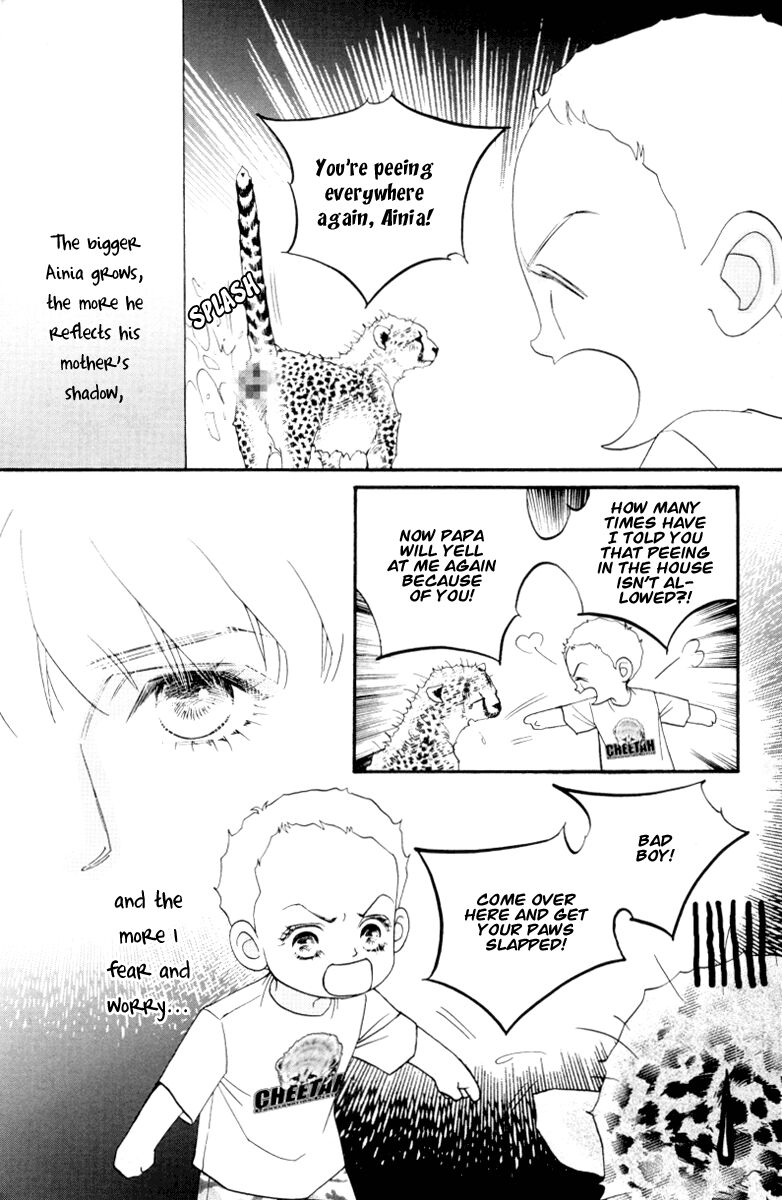 You're peeing
everywhere
again, Ainia!
SPLASH
The bigger
Ainia grows,
the more he
reflects his
mother's
shadow,
HOW MANY
TIMES HAVE
I TOLD YOU
THAT PEEING
IN THE HOUSE
ISN'T AL-
LOWED?!
NOW PAPA
WILL YELL
AT ME AGAIN
BECAUSE
OF YOU!
CHEETAH
BAD
BOY!
COME OVER
HERE AND GET
YOUR PAWS
SLAPPED!
and the
more I
fear and
worry...
CHEETAH